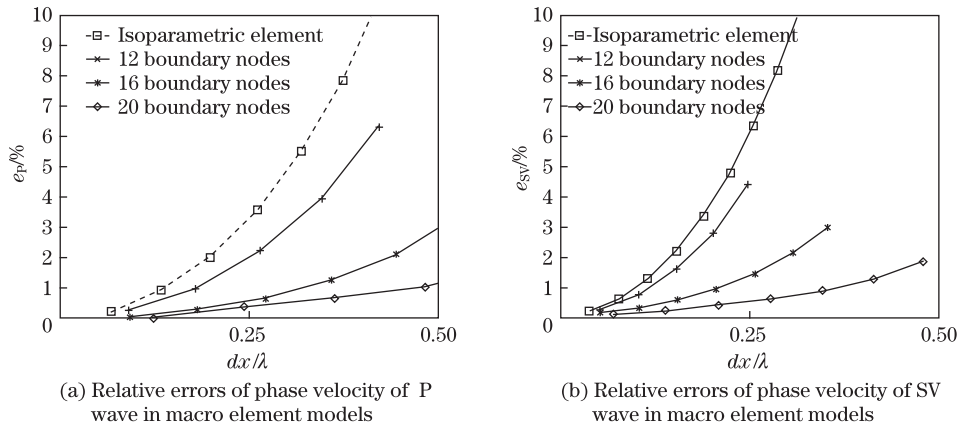 10
9
8
7
6
5
4
3
2
1
0
e_P/%
Isoparametric element
12 boundary nodes
16 boundary nodes
20 boundary nodes
0.25
0.50
dx/λ
(a) Relative errors of phase velocity of P
wave in macro element models
10
9
8
7
6
5
4
3
2
1
0
e_SV/%
Isoparametric element
12 boundary nodes
16 boundary nodes
20 boundary nodes
0.25
0.50
dx/λ
(b) Relative errors of phase velocity of SV
wave in macro element models